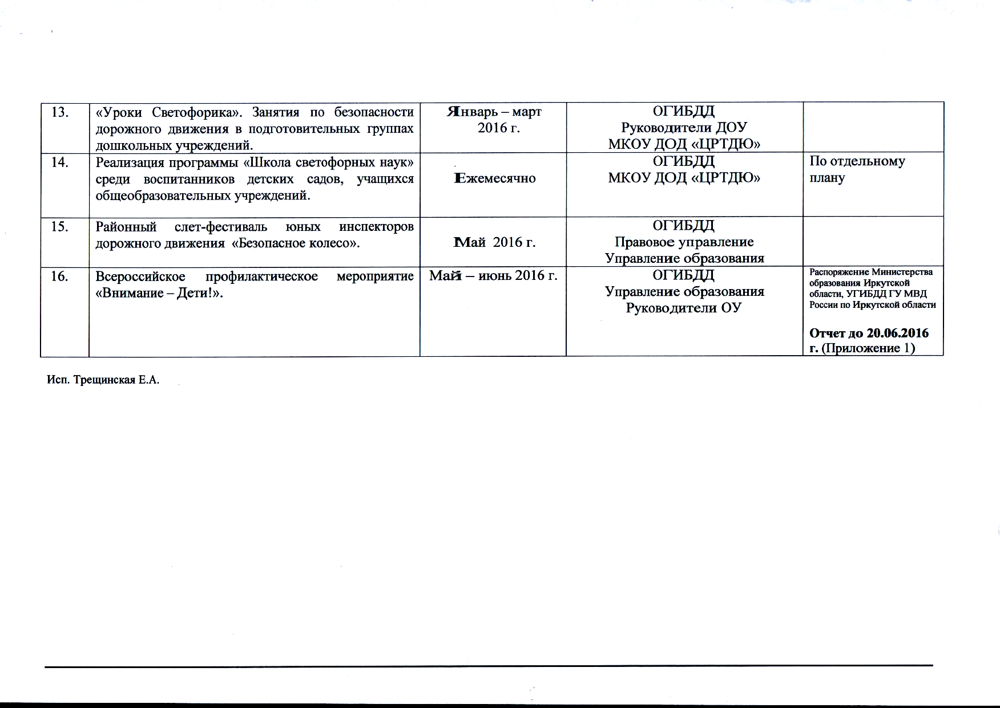 13.
«Уроки Светофорика». Занятия по безопасности
дорожного движения в подготовительных группах
дошкольных учреждений.
Январь – март
2016 г.
ОГИБДД
Руководители ДОУ
МКОУ ДОД «ЦРТДЮ»
14.
Реализация программы «Школа светофорных наук»
среди воспитанников детских садов, учащихся
общеобразовательных учреждений.
Ежемесячно
ОГИБДД
МКОУ ДОД «ЦРТДЮ»
По отдельному
плану
15.
Районный слет-фестиваль юных инспекторов
дорожного движения «Безопасное колесо».
Май 2016 г.
ОГИБДД
Правовое управление
Управление образования
16.
Всероссийское профилактическое мероприятие
«Внимание – Дети!».
Май – июнь 2016 г.
ОГИБДД
Управление образования
Руководители ОУ
Распоряжение Министерства
образования Иркутской
области, УГИБДД ГУ МВД
России по Иркутской области
Отчет до 20.06.2016
г. (Приложение 1)
Исп. Трещинская Е.А.